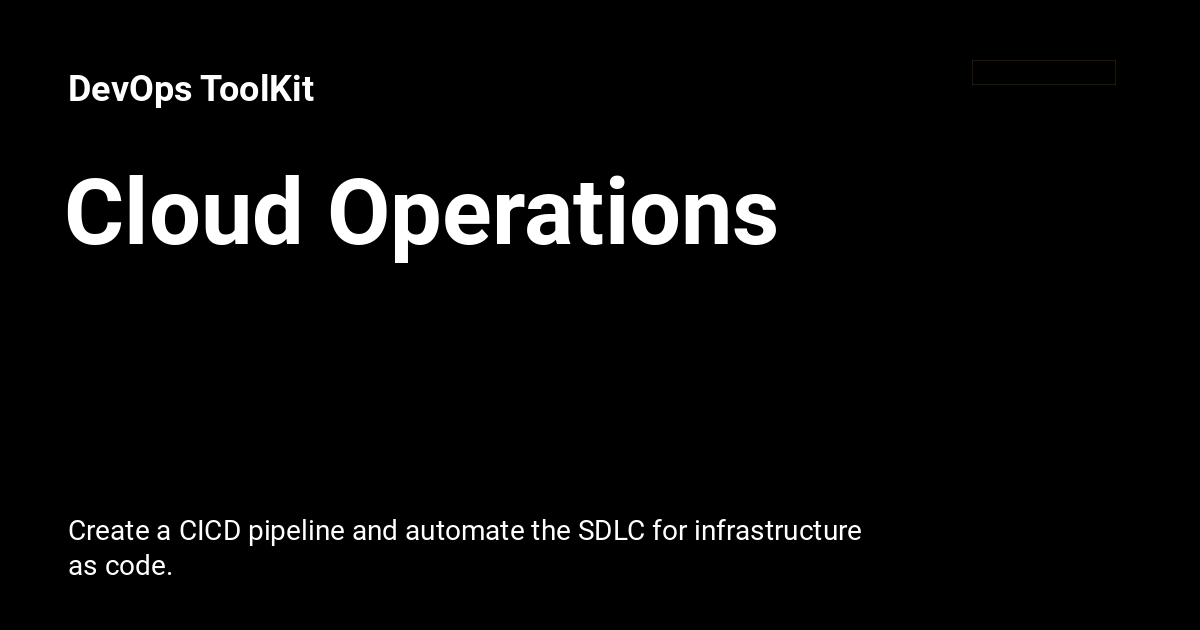 DevOps ToolKit
Cloud Operations
Create a CICD pipeline and automate the SDLC for infrastructure
as code.